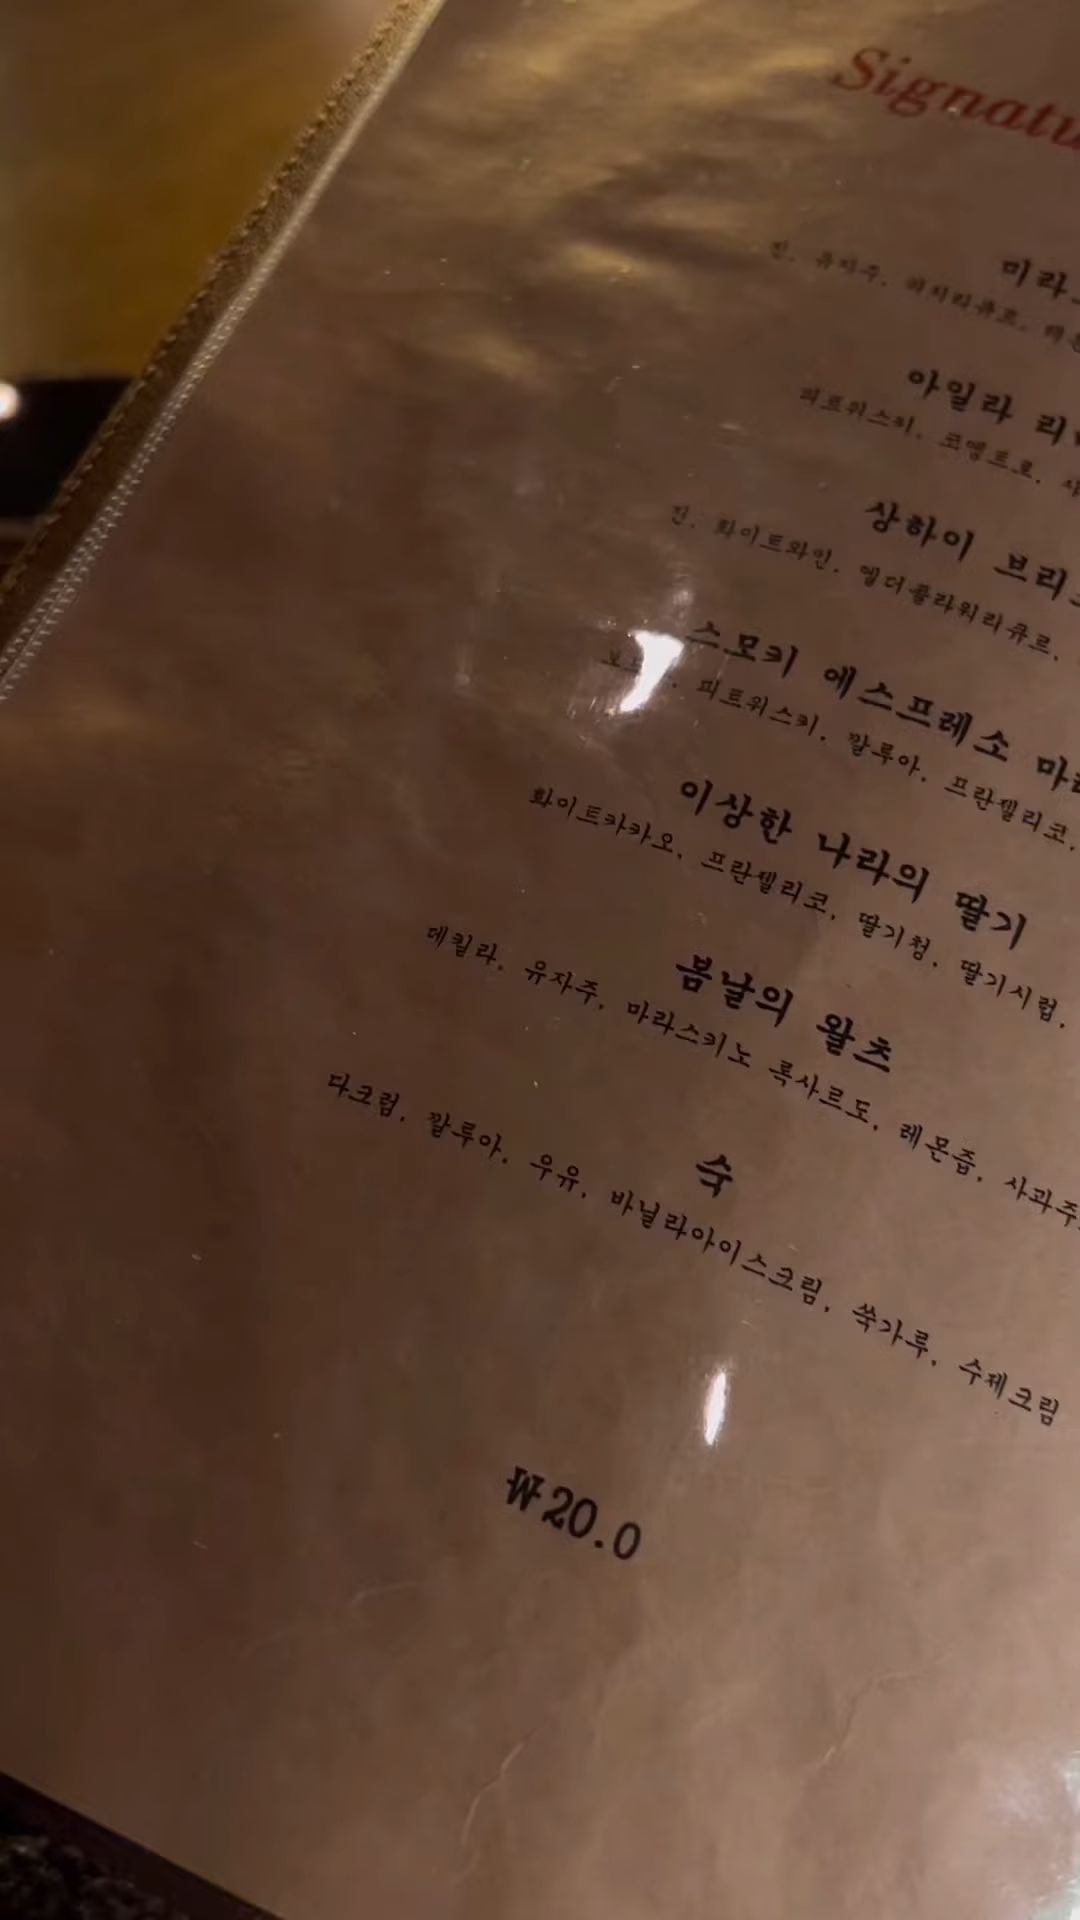 진, 유자주, 리치리큐르,
아일라
피트위스키, 코앵트로,
상하이
진, 화이트와인, 엘더플라워리큐르,
스모키 에스프레소
피트위스키, 깔루아, 프란젤리코,
이상한 나라의 딸기
화이트카카오, 프란젤리코, 딸기청, 딸기시럽,
봄날의 왈츠
데킬라, 유자주, 마라스키노 룩사르도, 레몬즙, 사과주스
쑥
다크럼, 깔루아, 우유, 바닐라아이스크림, 쑥가루, 수제크림
₩20.0